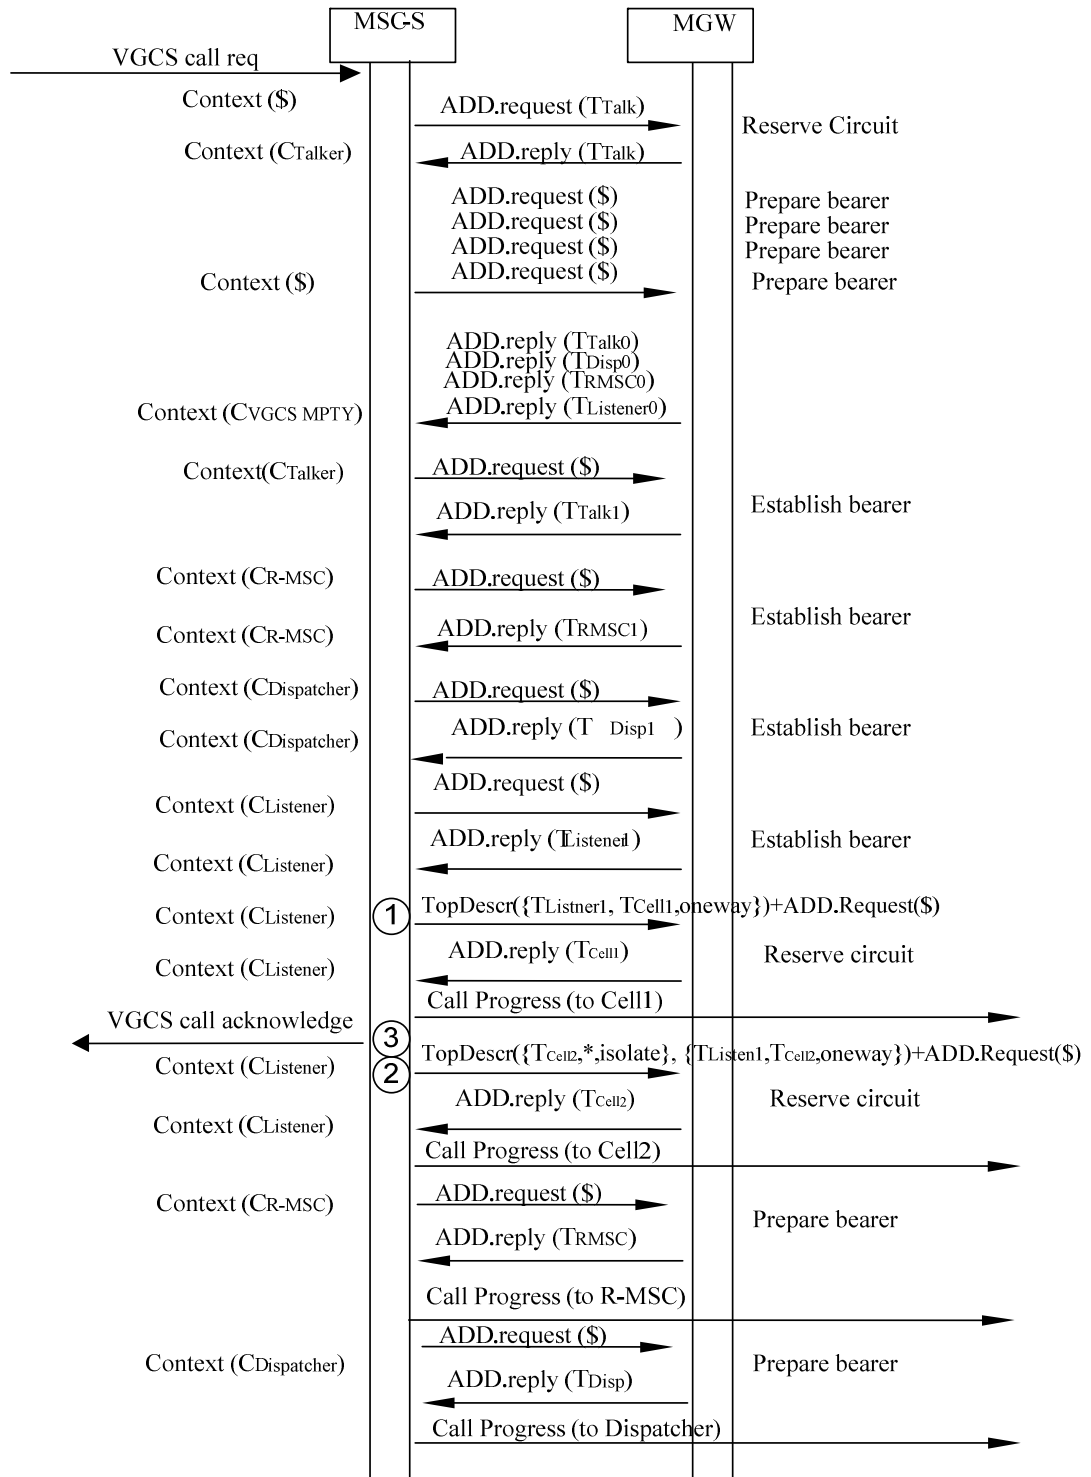 MSC-S
MGW
VGCS call req
Context ($)
ADD.request (TTalk)
Reserve Circuit
Context (CTalker)
ADD.reply (TTalk)
ADD.request ($)
Prepare bearer
ADD.request ($)
Prepare bearer
ADD.request ($)
Prepare bearer
ADD.request ($)
Context ($)
Prepare bearer
ADD.reply (TTalk0)
ADD.reply (TDisp0)
ADD.reply (TRMSC0)
ADD.reply (TListener0)
Context (CVGCS MPTY)
Context(CTalker)
ADD.request ($)
Establish bearer
ADD.reply (TTalk1)
Context (CR-MSC)
ADD.request ($)
Establish bearer
Context (CR-MSC)
ADD.reply (TRMSC1)
Context (CDispatcher)
ADD.request ($)
ADD.reply (T Disp1 )
Establish bearer
Context (CDispatcher)
ADD.request ($)
Context (CListener)
ADD.reply (TListener1)
Establish bearer
Context (CListener)
Context (CListener)
1
TopDescr({TListner1, TCell1,oneway})+ADD.Request($)
ADD.reply (TCell1)
Reserve circuit
Context (CListener)
Call Progress (to Cell1)
VGCS call acknowledge
3
TopDescr({TCell2,*,isolate}, {TListen1,TCell2,oneway})+ADD.Request($)
Context (CListener)
2
ADD.reply (TCell2)
Reserve circuit
Context (CListener)
Call Progress (to Cell2)
Context (CR-MSC)
ADD.request ($)
Prepare bearer
ADD.reply (TRMSC)
Call Progress (to R-MSC)
ADD.request ($)
Context (CDispatcher)
Prepare bearer
ADD.reply (TDisp)
Call Progress (to Dispatcher)